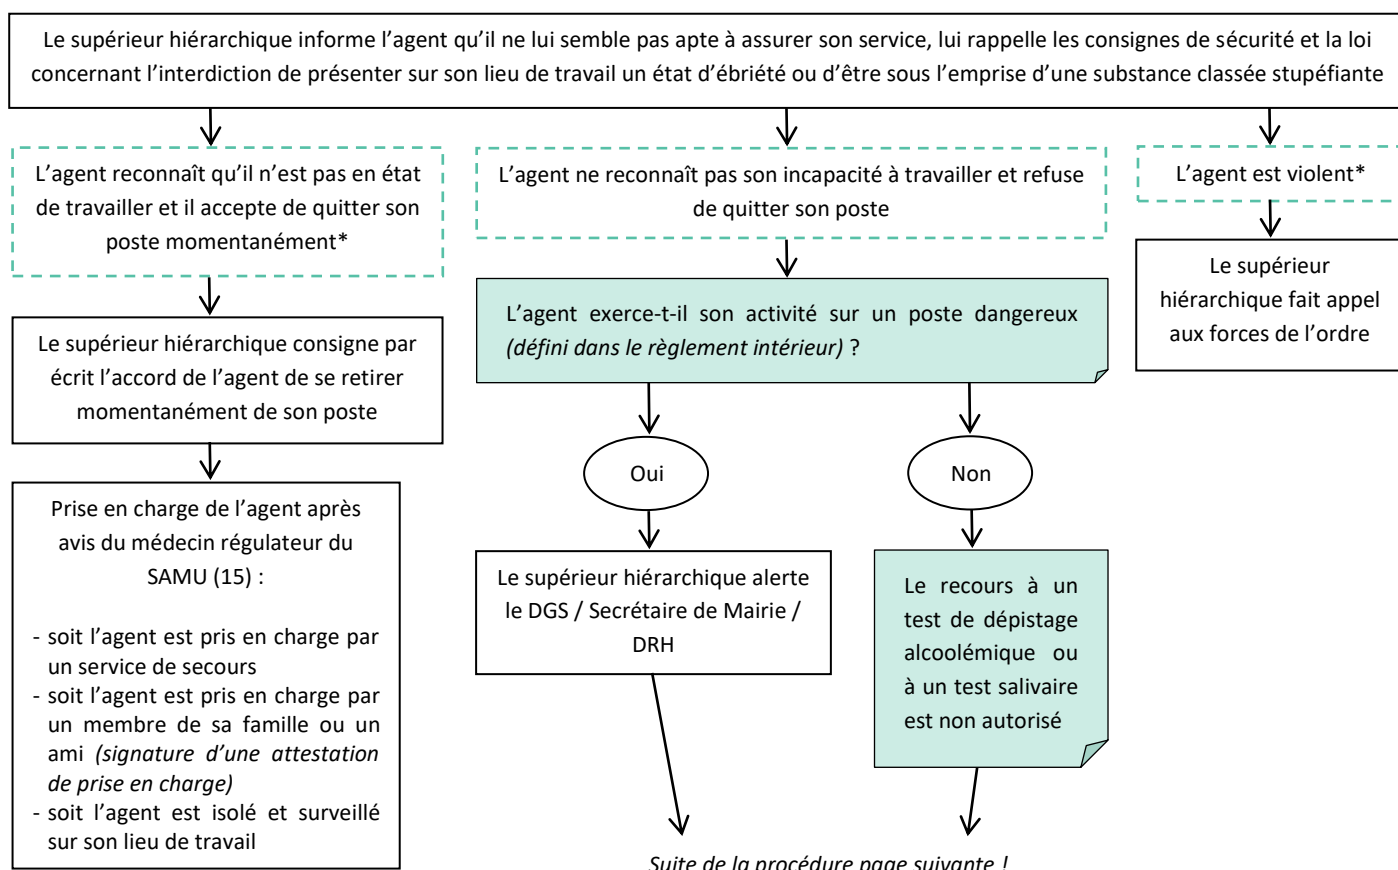 Le supérieur hiérarchique informe l’agent qu’il ne lui semble pas apte à assurer son service, lui rappelle les consignes de sécurité et la loi
concernant l’interdiction de présenter sur son lieu de travail un état d’ébriété ou d’être sous l’emprise d’une substance classée stupéfiante
L’agent reconnaît qu’il n’est pas en état
de travailler et il accepte de quitter son
poste momentanément*
Le supérieur hiérarchique consigne par
écrit l’accord de l’agent de se retirer
momentanément de son poste
Prise en charge de l’agent après
avis du médecin régulateur du
SAMU (15) :
- soit l’agent est pris en charge par
un service de secours
- soit l’agent est pris en charge par
un membre de sa famille ou un
ami (signature d’une attestation
de prise en charge)
- soit l’agent est isolé et surveillé
sur son lieu de travail
L’agent ne reconnaît pas son incapacité à travailler et refuse
de quitter son poste
L’agent exerce-t-il son activité sur un poste dangereux
(défini dans le règlement intérieur) ?
Oui
Non
Le supérieur hiérarchique alerte
le DGS / Secrétaire de Mairie /
DRH
Le recours à un
test de dépistage
alcoolémique ou
à un test salivaire
est non autorisé
L’agent est violent*
Le supérieur
hiérarchique fait appel
aux forces de l’ordre
Suite de la procédure page suivante !